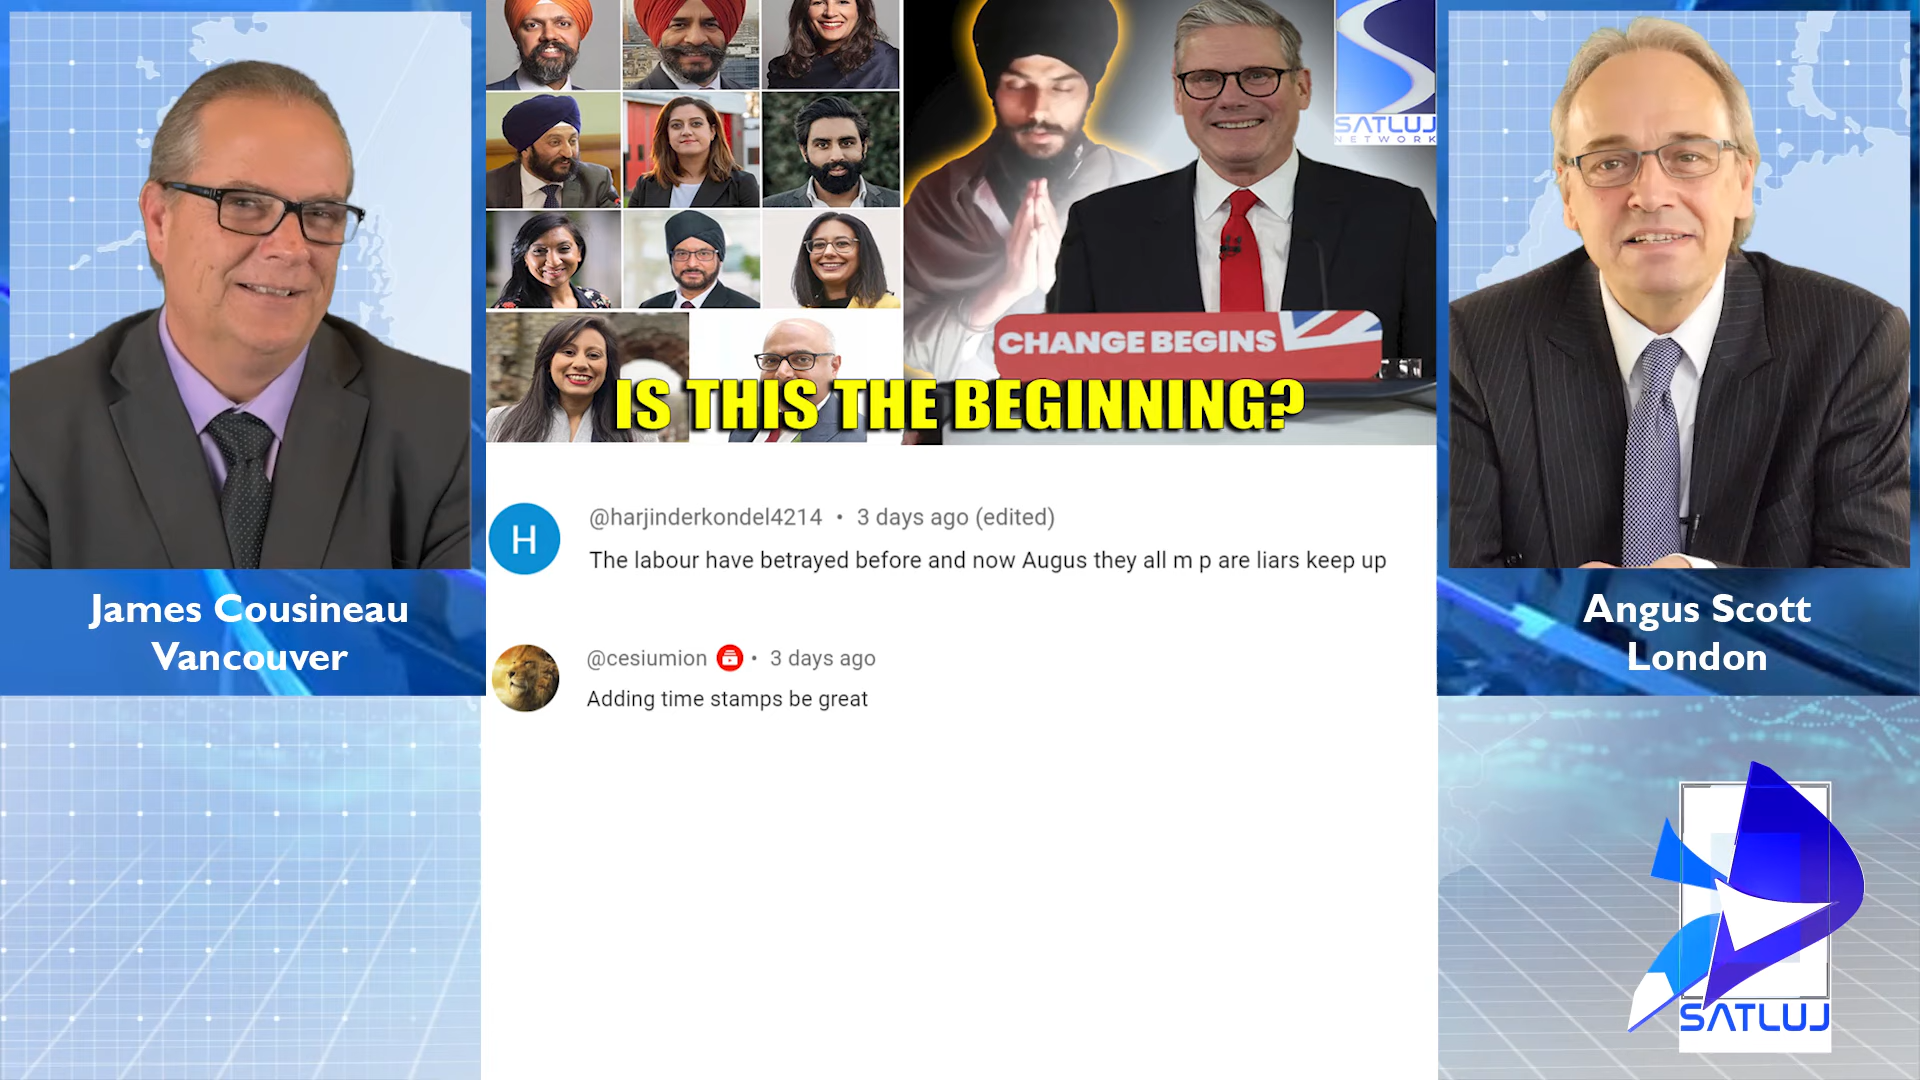 SATLUJ
NETWORK
CHANGE BEGINS
IS THIS THE BEGINNING?
@harjinderkondel4214 • 3 days ago (edited)
The labour have betrayed before and now Augus they all m p are liars keep up
James Cousineau
Vancouver
Angus Scott
London
@cesiumion • 3 days ago
Adding time stamps be great
SATLUJ
H